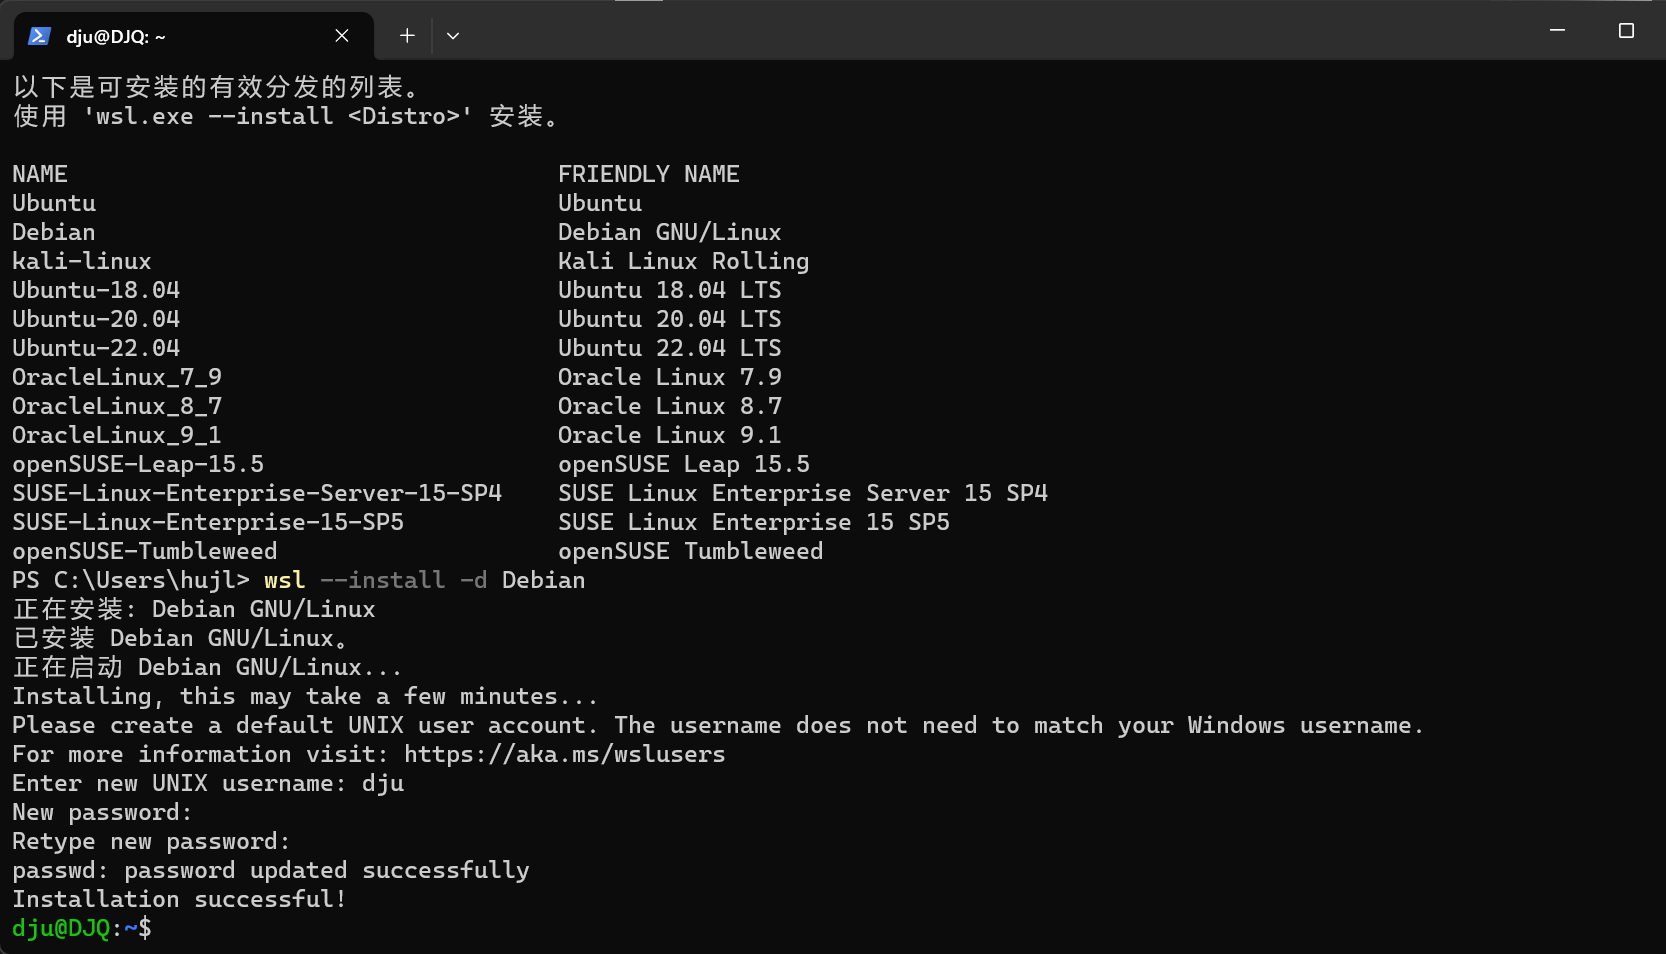 dju@DJQ: ~
以下是可安装的有效分发的列表。
使用 'wsl.exe --install <Distro>' 安装。
NAME FRIENDLY NAME
Ubuntu Ubuntu
Debian Debian GNU/Linux
kali-linux Kali Linux Rolling
Ubuntu-18.04 Ubuntu 18.04 LTS
Ubuntu-20.04 Ubuntu 20.04 LTS
Ubuntu-22.04 Ubuntu 22.04 LTS
OracleLinux_7_9 Oracle Linux 7.9
OracleLinux_8_7 Oracle Linux 8.7
OracleLinux_9_1 Oracle Linux 9.1
openSUSE-Leap-15.5 openSUSE Leap 15.5
SUSE-Linux-Enterprise-Server-15-SP4 SUSE Linux Enterprise Server 15 SP4
SUSE-Linux-Enterprise-15-SP5 SUSE Linux Enterprise 15 SP5
openSUSE-Tumbleweed openSUSE Tumbleweed
PS C:\Users\hujl> wsl --install -d Debian
正在安装: Debian GNU/Linux
已安装 Debian GNU/Linux。
正在启动 Debian GNU/Linux...
Installing, this may take a few minutes...
Please create a default UNIX user account. The username does not need to match your Windows username.
For more information visit: https://aka.ms/wslusers
Enter new UNIX username: dju
New password:
Retype new password:
passwd: password updated successfully
Installation successful!
dju@DJQ:~$